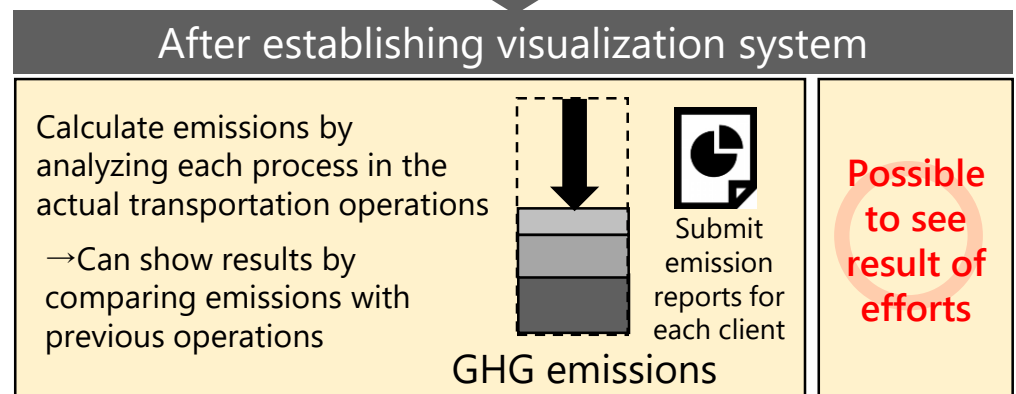 After establishing visualization system
Calculate emissions by
analyzing each process in the
actual transportation operations
→Can show results by
comparing emissions with
previous operations
Submit
emission
reports for
each client
GHG emissions
Possible
to see
result of
efforts